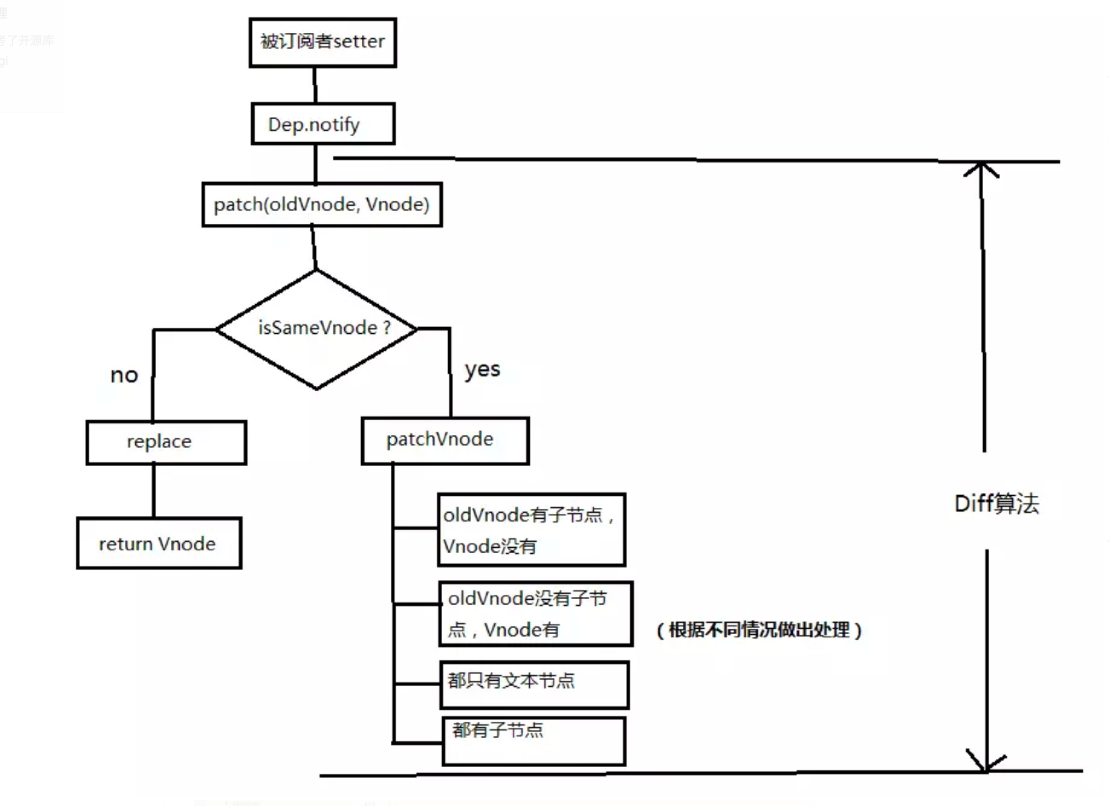 被订阅者setter
Dep.notify
patch(oldVnode, Vnode)
isSameVnode ?
no
yes
replace
patchVnode
return Vnode
oldVnode有子节点，
Vnode没有
oldVnode没有子节
点，Vnode有
（根据不同情况做出处理）
都只有文本节点
都有子节点
Diff算法